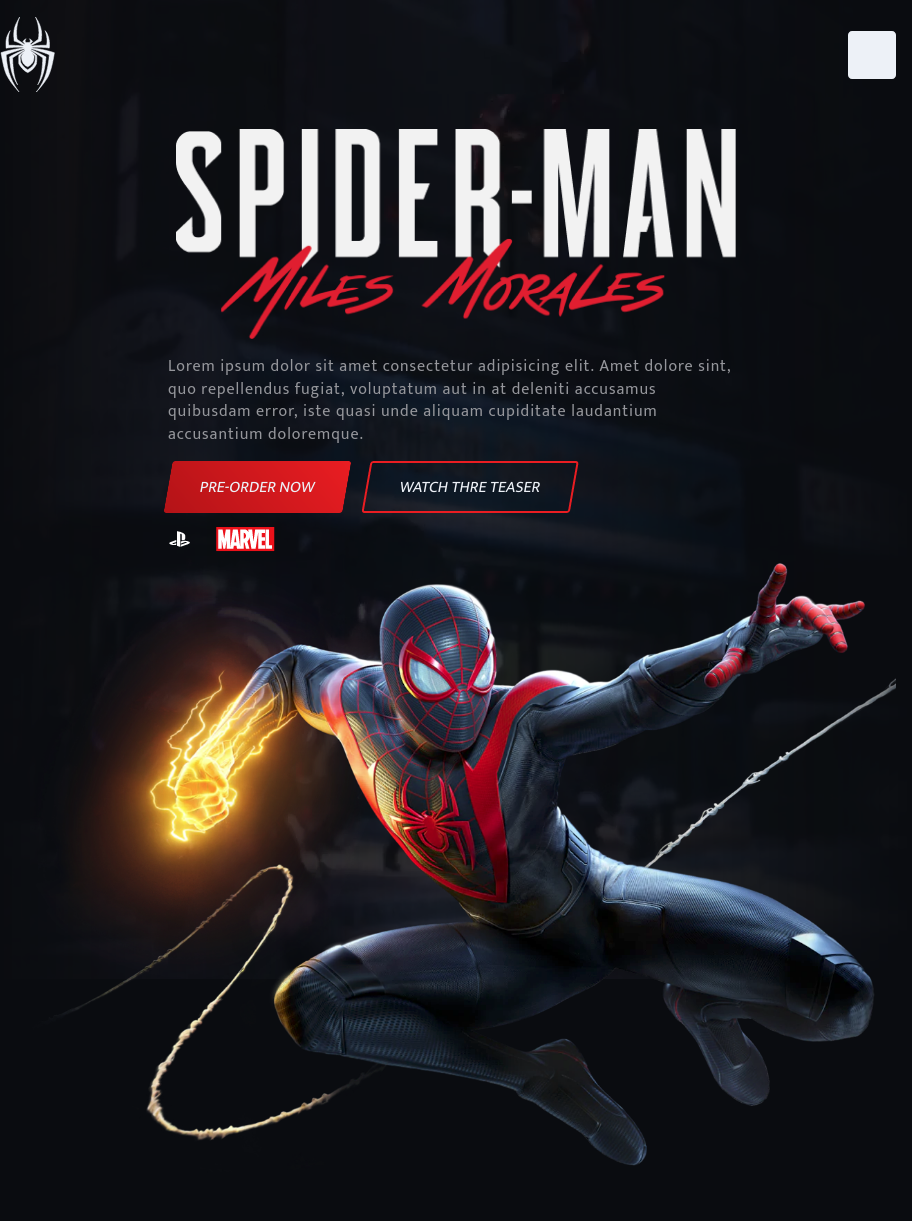 SPIDER-MAN
MILES MORALES
Lorem ipsum dolor sit amet consectetur adipisicing elit. Amet dolore sint,
quo repellendus fugiat, voluptatum aut in at deleniti accusamus
quibusdam error, iste quasi unde aliquam cupiditate laudantium
accusantium doloremque.
PRE-ORDER NOW WATCH THRE TEASER
MARVEL